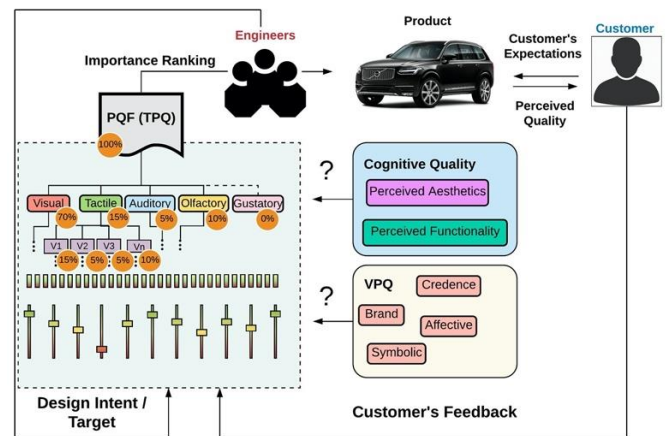 Engineers
Product
Customer
Importance Ranking
Customer's
Expectations
Perceived
Quality
PQF (TPQ)
100%
?
Cognitive Quality
Perceived Aesthetics
Perceived Functionality
Visual
Tactile
Auditory
Olfactory
Gustatory
70%
15%
5%
10%
0%
V1
V2
V3
Vn
15%
5%
5%
10%
?
VPQ
Credence
Brand
Affective
Symbolic
Design Intent /
Target
Customer's Feedback